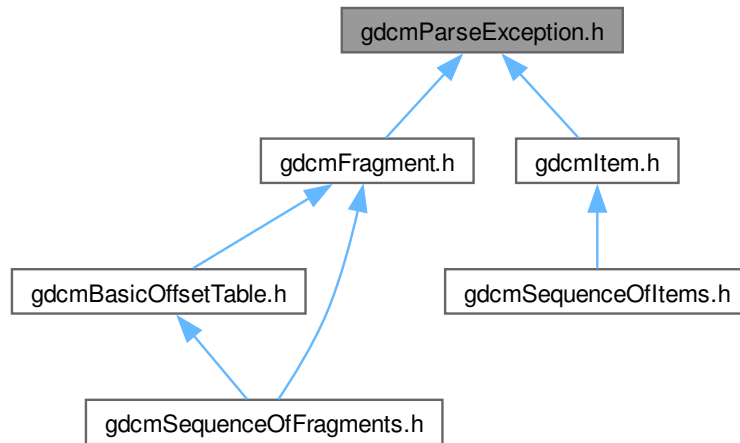 gdcmParseException.h
gdcmFragment.h
gdcmItem.h
gdcmBasicOffsetTable.h
gdcmSequenceOfItems.h
gdcmSequenceOfFragments.h